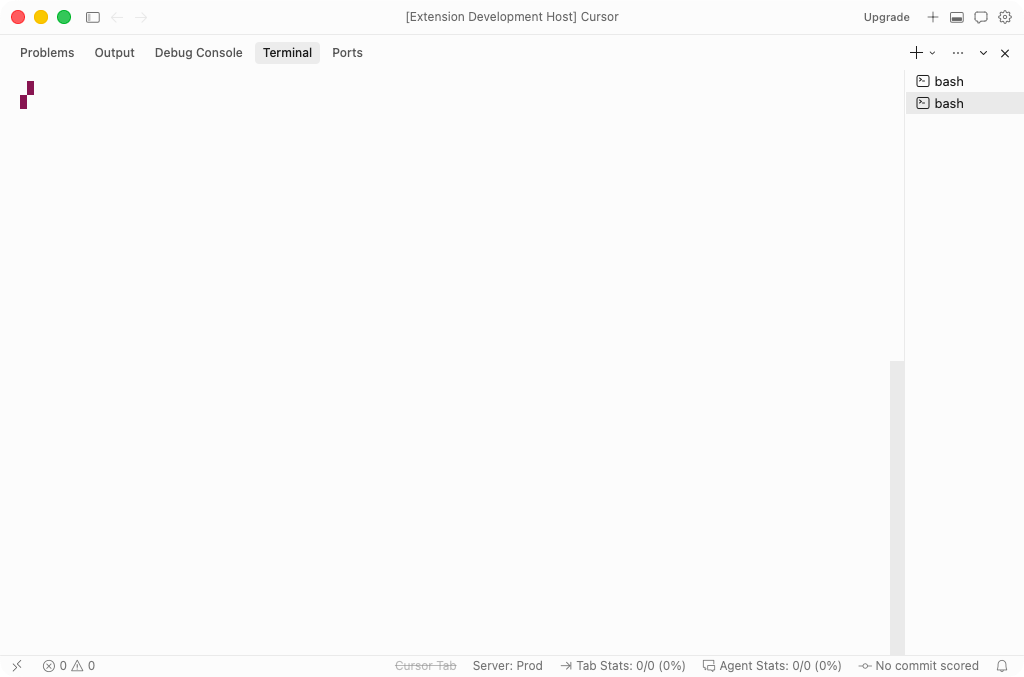 [Extension Development Host] Cursor
Upgrade
Problems Output Debug Console Terminal Ports
bash
bash
0 0 Cursor Tab Server: Prod Tab Stats: 0/0 (0%) Agent Stats: 0/0 (0%) No commit scored